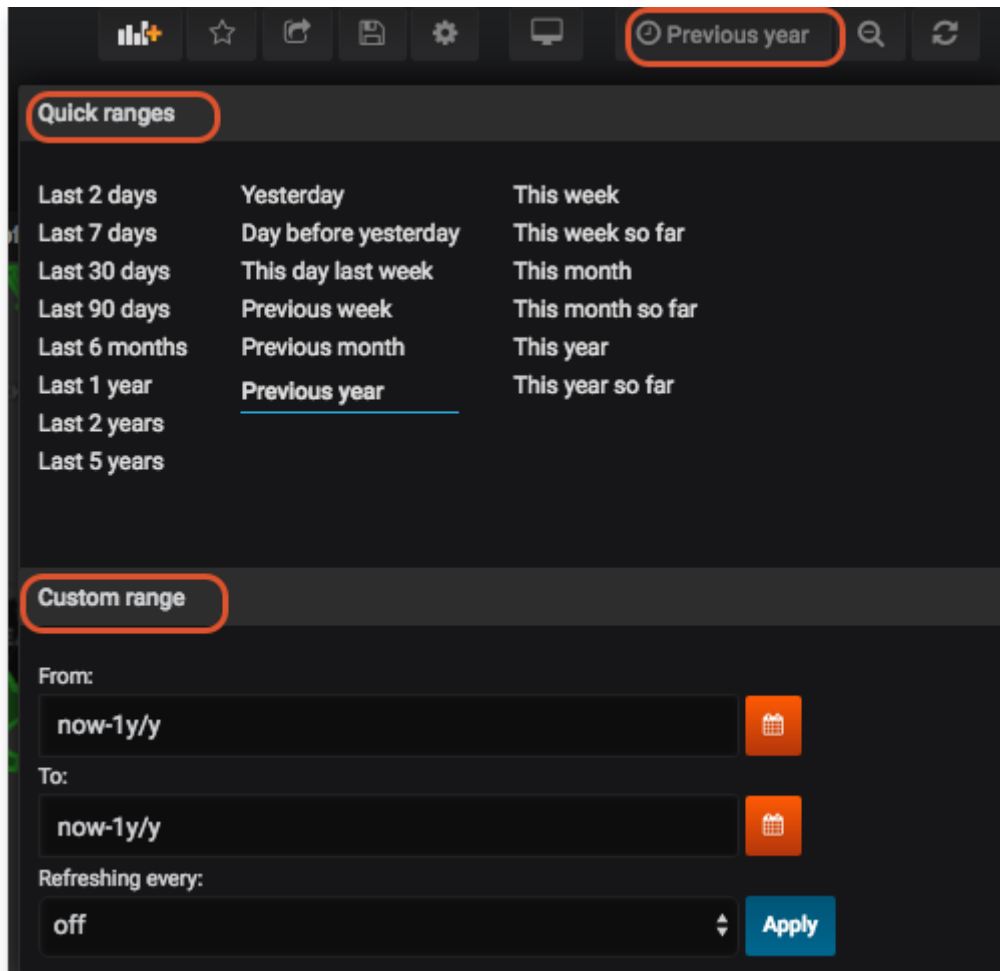 Previous year
Quick ranges
Last 2 days Yesterday This week
Last 7 days Day before yesterday This week so far
Last 30 days This day last week This month
Last 90 days Previous week This month so far
Last 6 months Previous month This year
Last 1 year Previous year This year so far
Last 2 years
Last 5 years
Custom range
From:
now-1y/y
To:
now-1y/y
Refreshing every:
off Apply